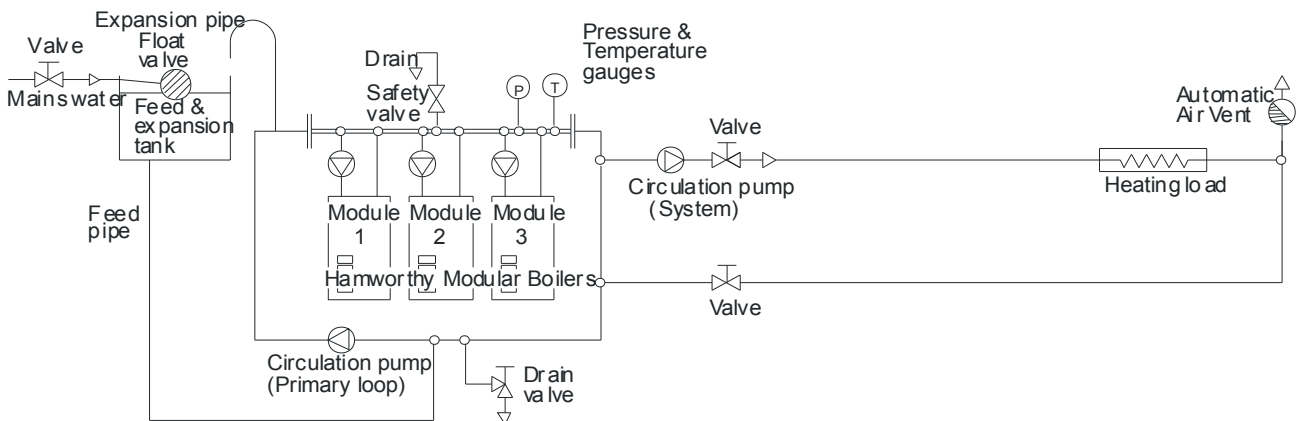 Expansion pipe
Valve
Float
valve
Mains water
Feed &
expansion
tank
Feed
pipe
Drain
Safety
valve
P
T
Pressure &
Temperature
gauges
Module
1
Module
2
Module
3
Hamworthy Modular Boilers
Circulation pump
(Primary loop)
Drain
valve
Valve
Circulation pump
(System)
Valve
Heating load
Automatic
Air Vent